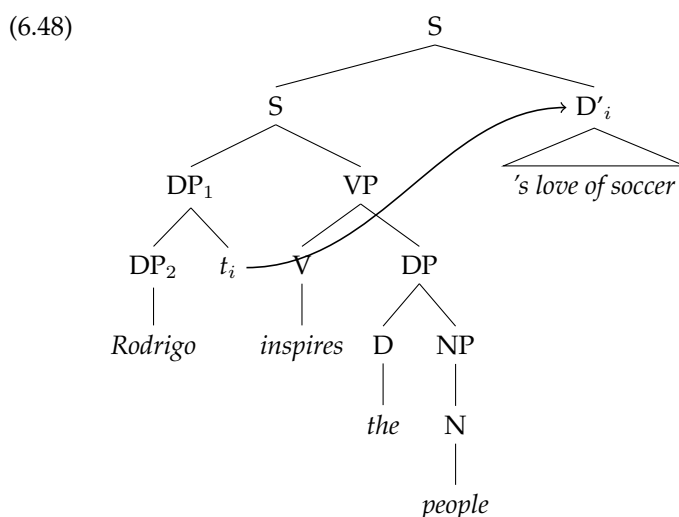 (6.48)
S
S D'i
DP1 VP
's love of soccer
DP2 ti V DP
Rodrigo inspires D NP
the N
people